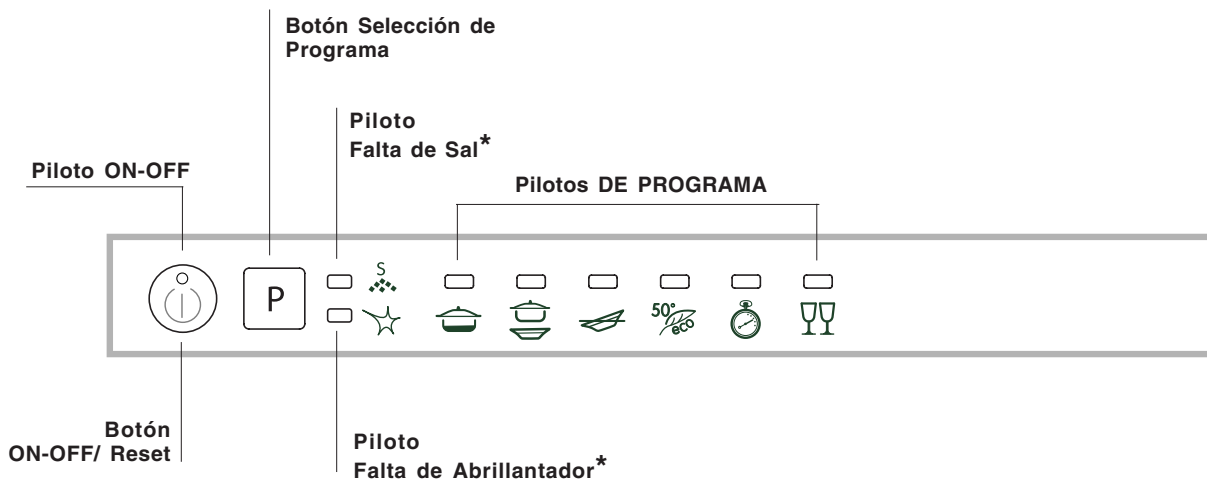 Botón Selección de
Programa
Piloto
Falta de Sal*
Piloto ON-OFF
Pilotos DE PROGRAMA
P
S
50°
eco
Botón
ON-OFF/ Reset
Piloto
Falta de Abrillantador*